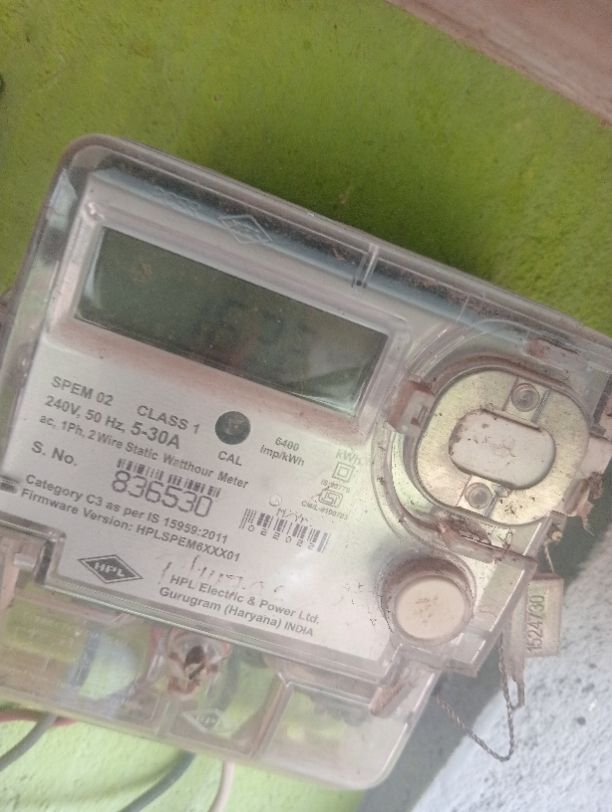 SPEM 02 CLASS 1
240V, 50 Hz, 5-30A
ac, 1Ph, 2 Wire Static Watthour Meter
CAL
6400
Imp/kWh
kWh
S. No.
836530
Category C3 as per IS 15959:2011
Firmware Version: HPLSPEM6XXX01
HPL
HPL Electric & Power Ltd.
Gurugram (Haryana) INDIA
1524730